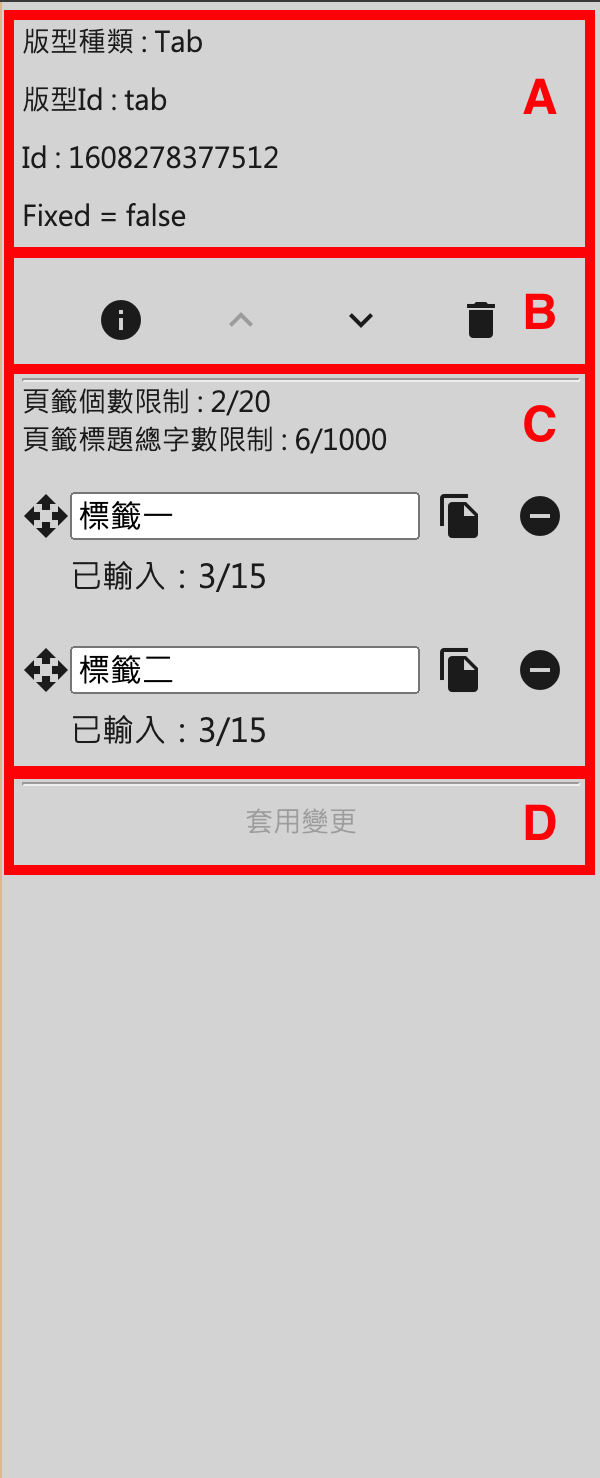 版型種類 : Tab
A
版型Id : tab
Id : 1608278377512
Fixed = false
B
頁籤個數限制 : 2/20
C
頁籤標題總字數限制 : 6/1000
標籤一
已輸入：3/15
標籤二
已輸入：3/15
套用變更
D